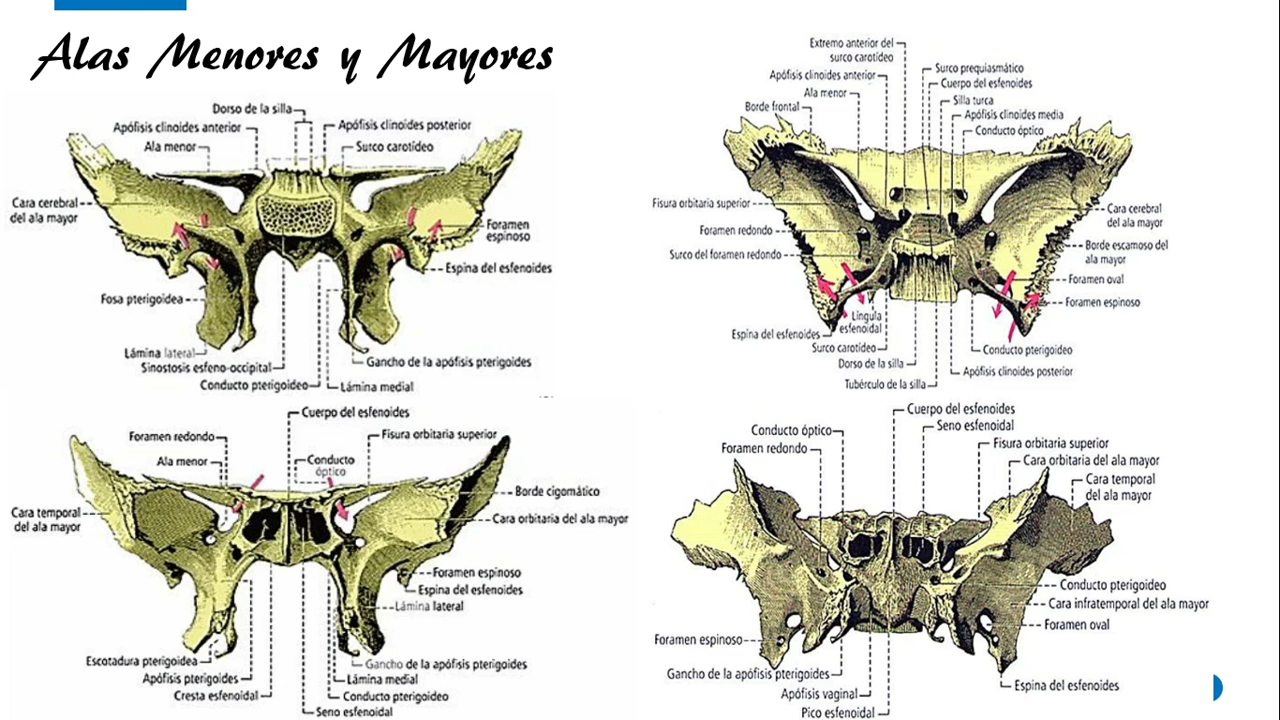 Alas Menores y Mayores
Dorso de la silla
Apófisis clinoides anterior
Apófisis clinoides posterior
Ala menor
Surco carotídeo
Cara cerebral
del ala mayor
Foramen
espinoso
Espina del esfenoides
Fosa pterigoidea
Lámina lateral
Sinostosis esfeno-occipital
Gancho de la apófisis pterigoides
Conducto pterigoideo
Lámina medial
Extremo anterior del
surco carotídeo
Apófisis clinoides anterior
Ala menor
Borde frontal
Surco prequiasmático
Cuerpo del esfenoides
Silla turca
Apófisis clinoides media
Conducto óptico
Fisura orbitaria superior
Foramen redondo
Surco del foramen redondo
Cara cerebral
del ala mayor
Borde escamoso del
ala mayor
Foramen oval
Foramen espinoso
Língula
esfenoidal
Espina del esfenoides
Surco carotídeo
Dorso de la silla
Tubérculo de la silla
Conducto pterigoideo
Apófisis clinoides posterior
Cuerpo del esfenoides
Foramen redondo
Fisura orbitaria superior
Ala menor
Conducto
óptico
Borde cigomático
Cara temporal
del ala mayor
Cara orbitaria del ala mayor
Foramen espinoso
Espina del esfenoides
Lámina lateral
Escotadura pterigoidea
Gancho de la apófisis pterigoides
Apófisis pterigoides
Lámina medial
Cresta esfenoidal
Conducto pterigoideo
Seno esfenoidal
Cuerpo del esfenoides
Conducto óptico
Seno esfenoidal
Foramen redondo
Fisura orbitaria superior
Cara orbitaria del ala mayor
Cara temporal
del ala mayor
Conducto pterigoideo
Cara infratemporal del ala mayor
Foramen oval
Foramen espinoso
Gancho de la apófisis pterigoides
Espina del esfenoides
Apófisis vaginal
Pico esfenoidal